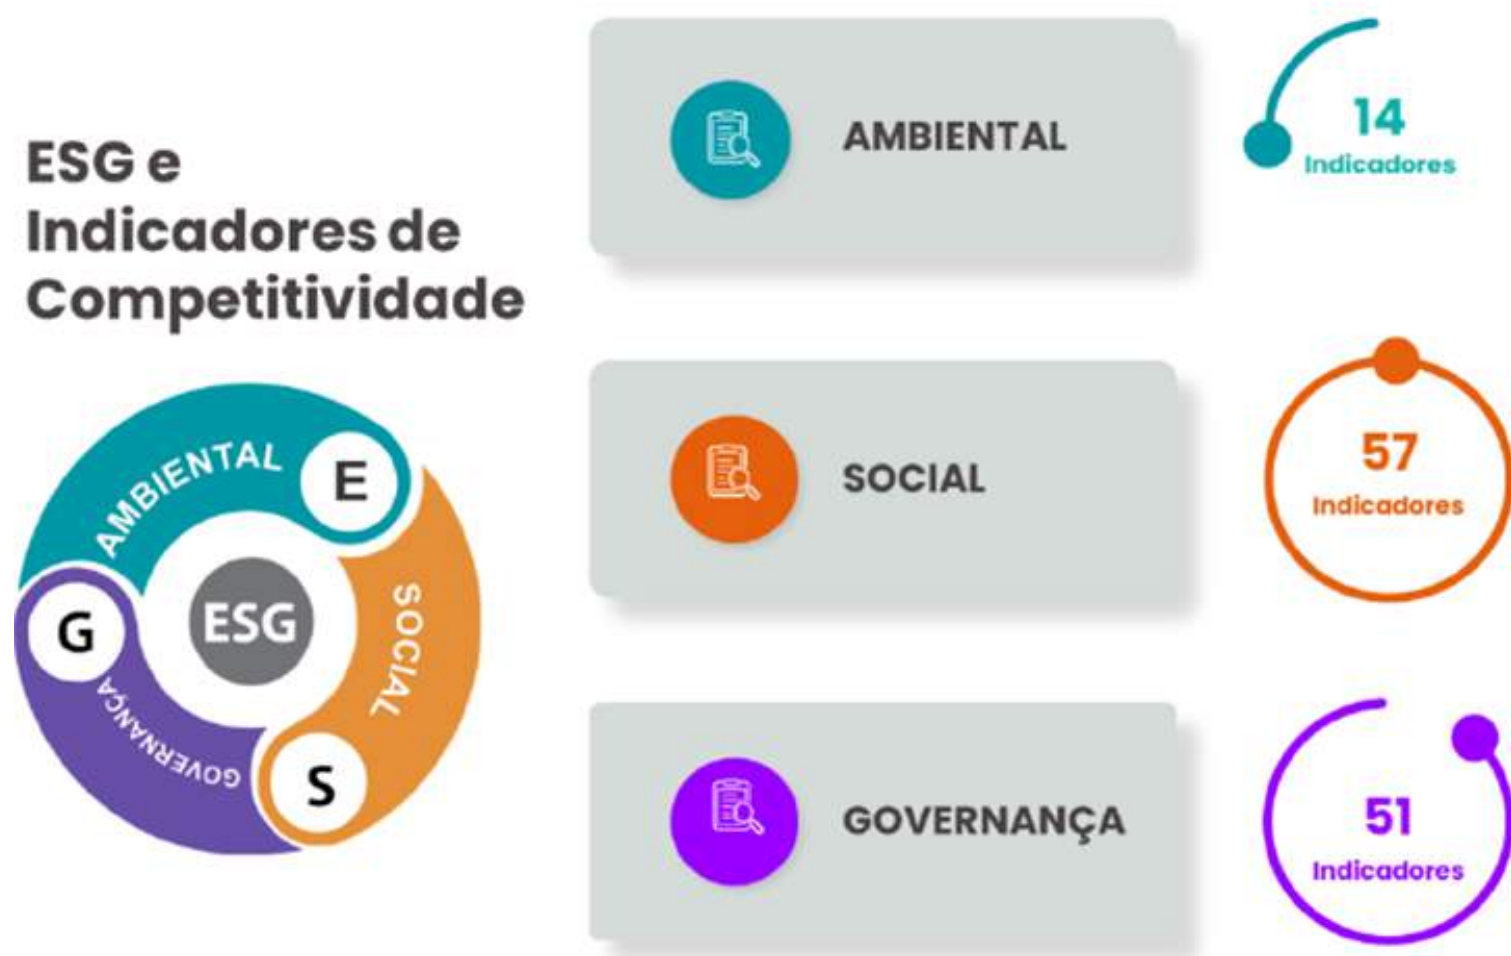 ESG e
Indicadores de
Competitividade
AMBIENTAL
E
SOCIAL
S
GOVERNANÇA
G
ESG
AMBIENTAL
14
Indicadores
SOCIAL
57
Indicadores
GOVERNANÇA
51
Indicadores